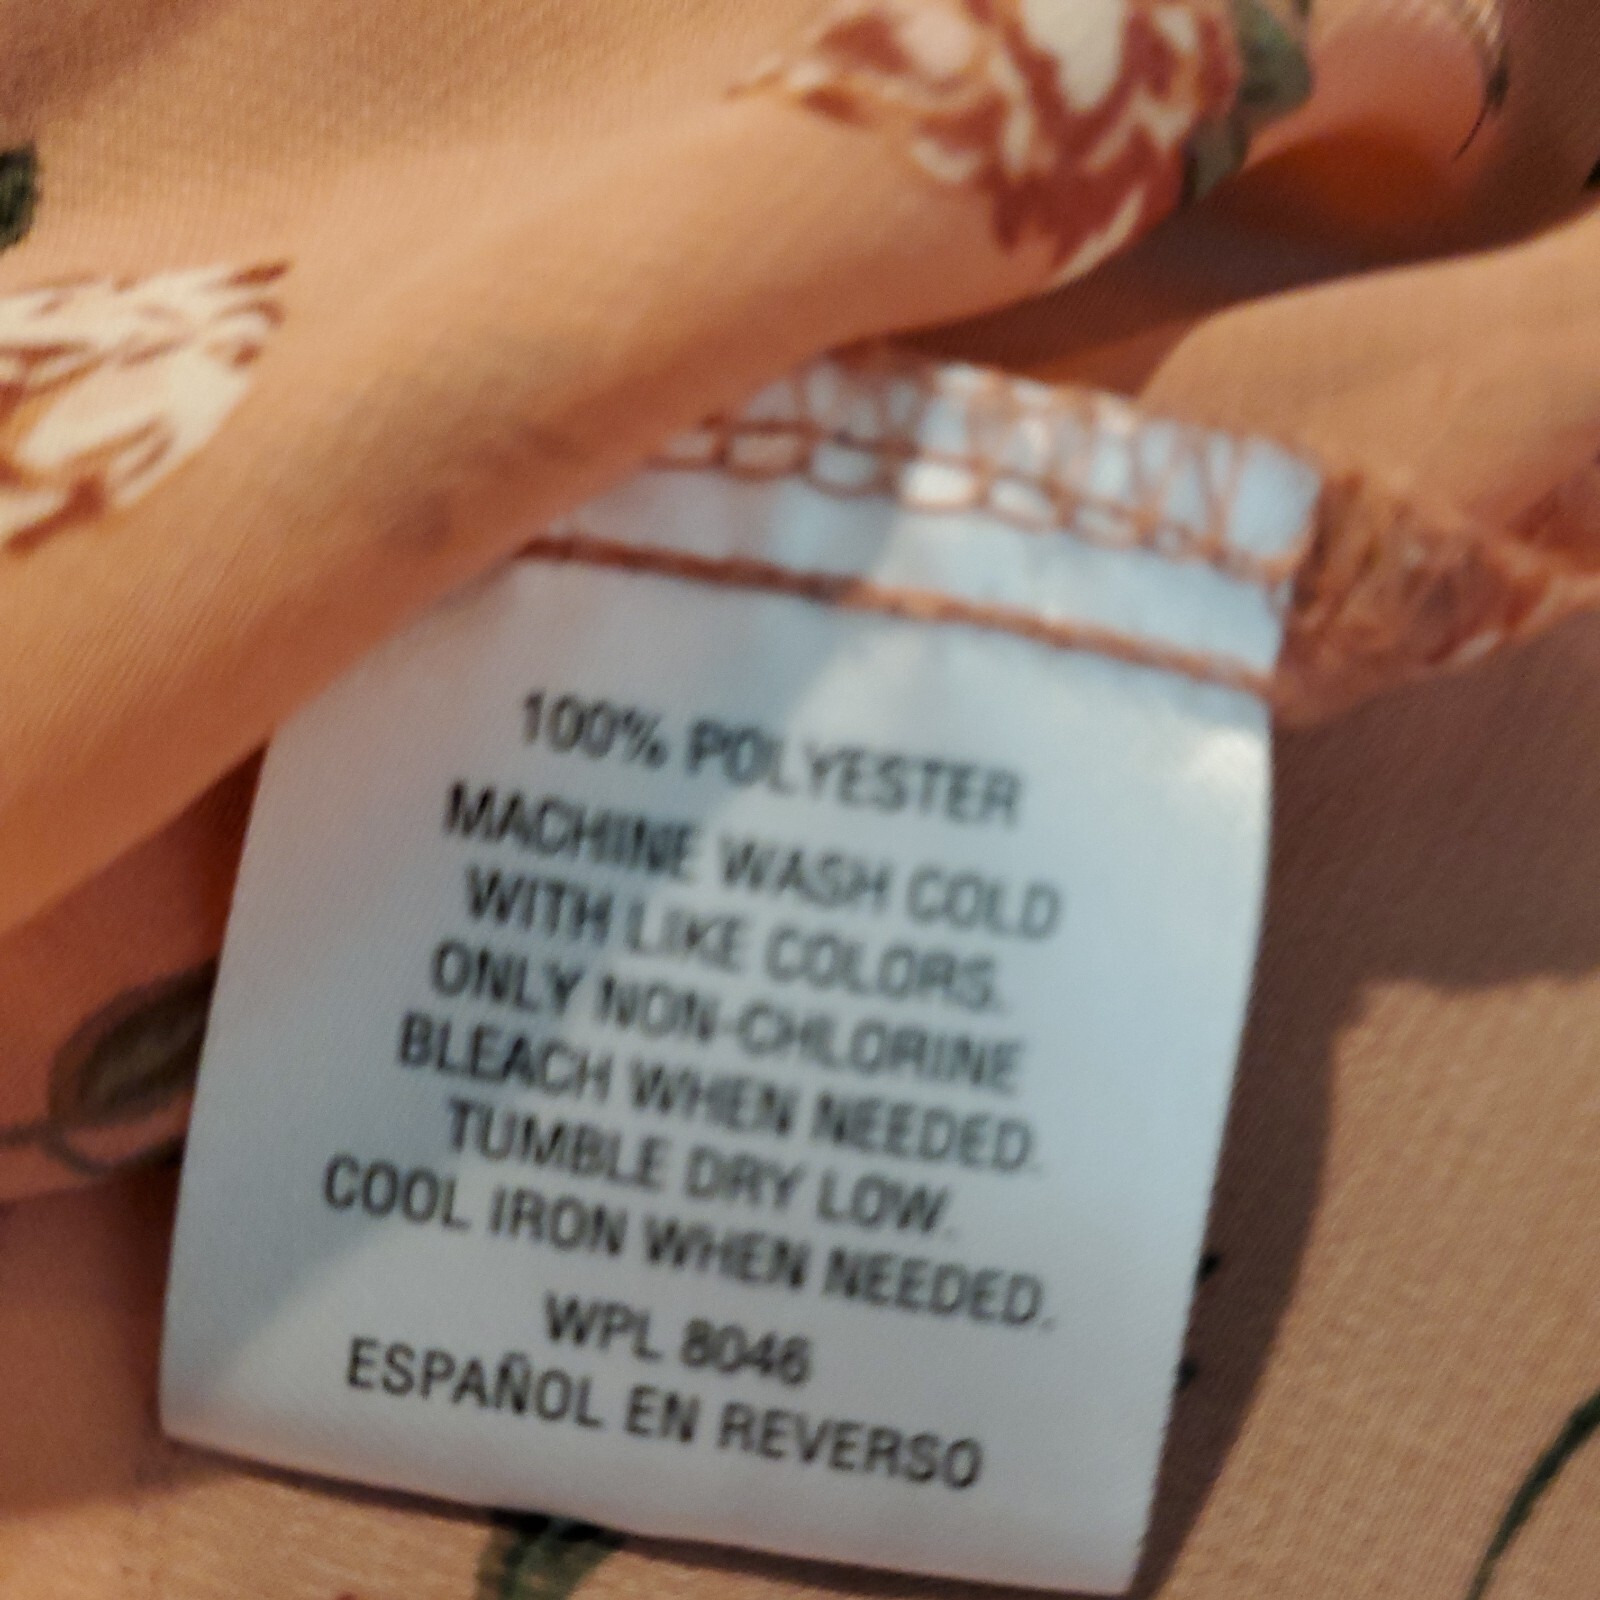 100% POLYESTER
MACHINE WASH COLD
WITH LIKE COLORS.
ONLY NON-CHLORINE
BLEACH WHEN NEEDED.
TUMBLE DRY LOW.
COOL IRON WHEN NEEDED.
WPL 8046
ESPAÑOL EN REVERSO